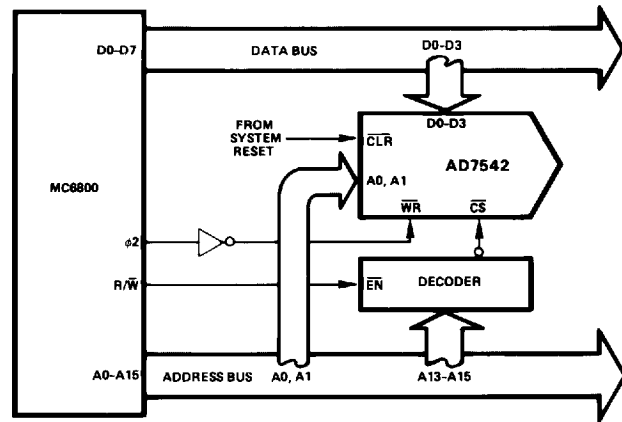 D0–D7
DATA BUS
D0–D3
D0–D3
FROM
SYSTEM
RESET
CLR
AD7542
MC6800
A0, A1
WR
CS
ϕ2
R/W
EN
DECODER
A0–A15
ADDRESS BUS
A0, A1
A13–A15